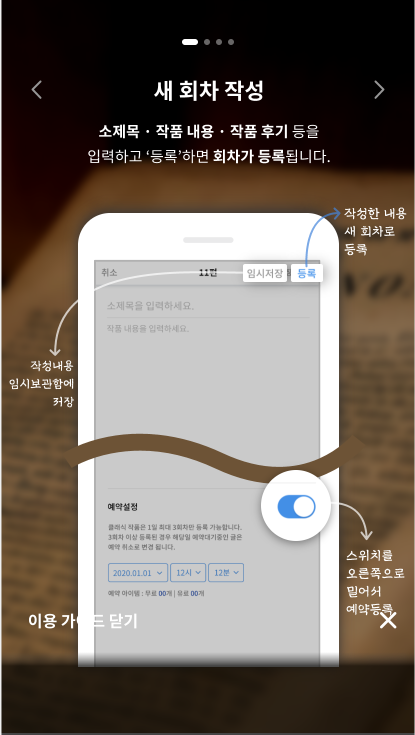 새 회차 작성
소제목 · 작품 내용 · 작품 후기 등을
입력하고 ‘등록’하면 회차가 등록됩니다.
작성한 내용
새 회차로
등록
취소 11편 임시저장 등록
소제목을 입력하세요.
작품 내용을 입력하세요.
작성내용
임시보관함에
저장
예약설정
클래식 작품은 1일 최대 3회차만 등록 가능합니다.
3회차 이상 등록된 경우 해당일 예약대기중인 글은
예약 취소로 변경 됩니다.
2020.01.01 12시 12분
예약 아이템 : 무료 00개 | 유료 00개
스위치를
오른쪽으로
밀어서
예약등록
이용 가이드 닫기